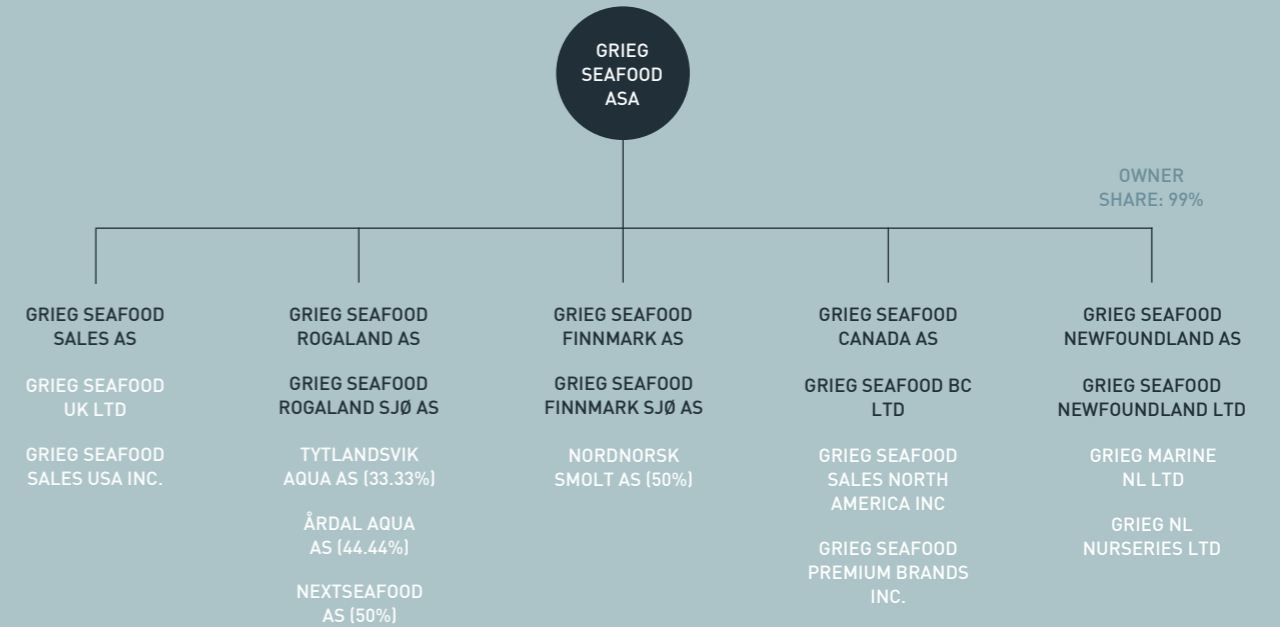 GRIEG
SEAFOOD
ASA
OWNER
SHARE: 99%
GRIEG SEAFOOD
SALES AS
GRIEG SEAFOOD
UK LTD
GRIEG SEAFOOD
SALES USA INC.
GRIEG SEAFOOD
ROGALAND AS
GRIEG SEAFOOD
ROGALAND SJØ AS
TYTLANDSVIK
AQUA AS (33.33%)
ÅRDAL AQUA
AS (44.44%)
NEXTSEAFOOD
AS (50%)
GRIEG SEAFOOD
FINNMARK AS
GRIEG SEAFOOD
FINNMARK SJØ AS
NORDNORSK
SMOLT AS (50%)
GRIEG SEAFOOD
CANADA AS
GRIEG SEAFOOD BC
LTD
GRIEG SEAFOOD
SALES NORTH
AMERICA INC
GRIEG SEAFOOD
PREMIUM BRANDS
INC.
GRIEG SEAFOOD
NEWFOUNDLAND AS
GRIEG SEAFOOD
NEWFOUNDLAND LTD
GRIEG MARINE
NL LTD
GRIEG NL
NURSERIES LTD